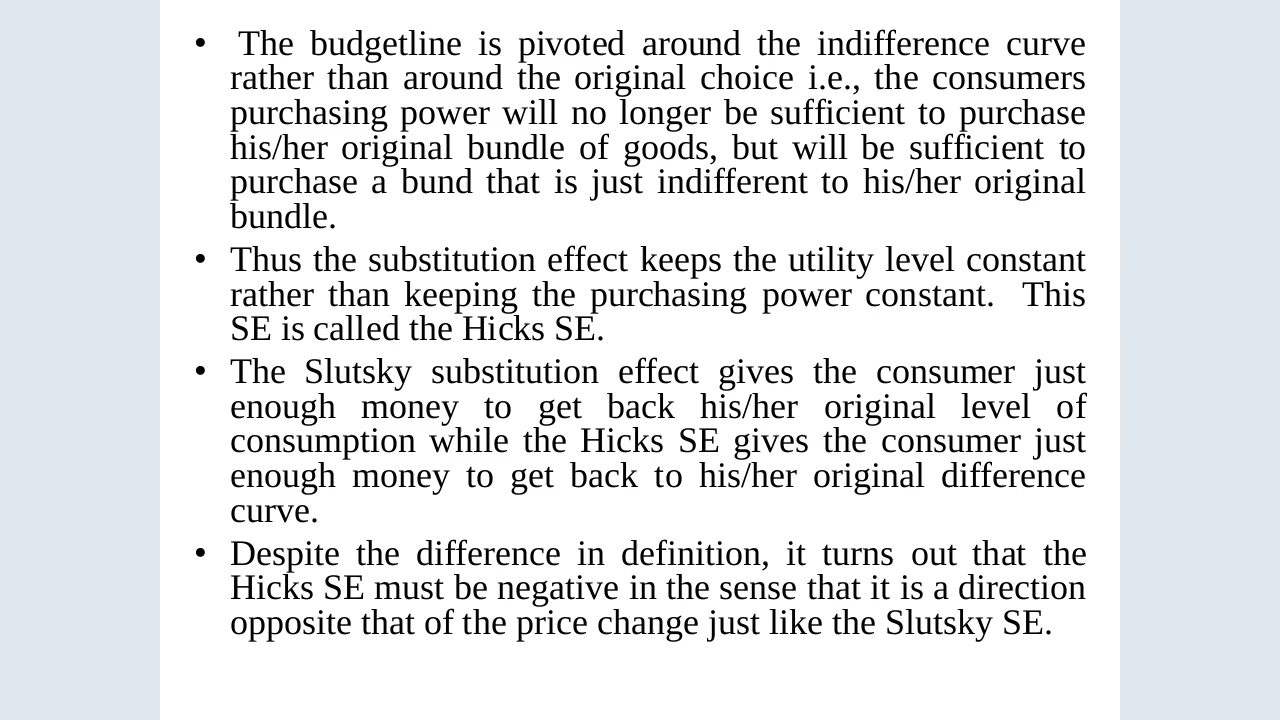 • The budgetline is pivoted around the indifference curve
rather than around the original choice i.e., the consumers
purchasing power will no longer be sufficient to purchase
his/her original bundle of goods, but will be sufficient to
purchase a bund that is just indifferent to his/her original
bundle.
• Thus the substitution effect keeps the utility level constant
rather than keeping the purchasing power constant.  This
SE is called the Hicks SE.
• The Slutsky substitution effect gives the consumer just
enough money to get back his/her original level of
consumption while the Hicks SE gives the consumer just
enough money to get back to his/her original difference
curve.
• Despite the difference in definition, it turns out that the
Hicks SE must be negative in the sense that it is a direction
opposite that of the price change just like the Slutsky SE.